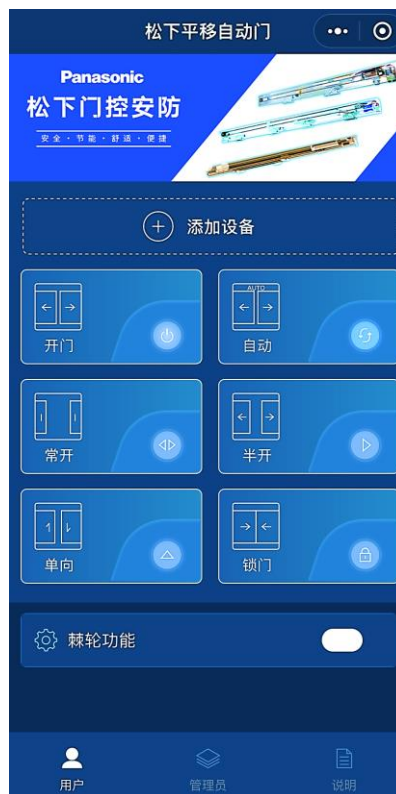 松下平移自动门
Panasonic
松下门控安防
安全·节能·舒适·便捷
添加设备
开门
AUTO
自动
常开
半开
单向
锁门
棘轮功能
用户
管理员
说明